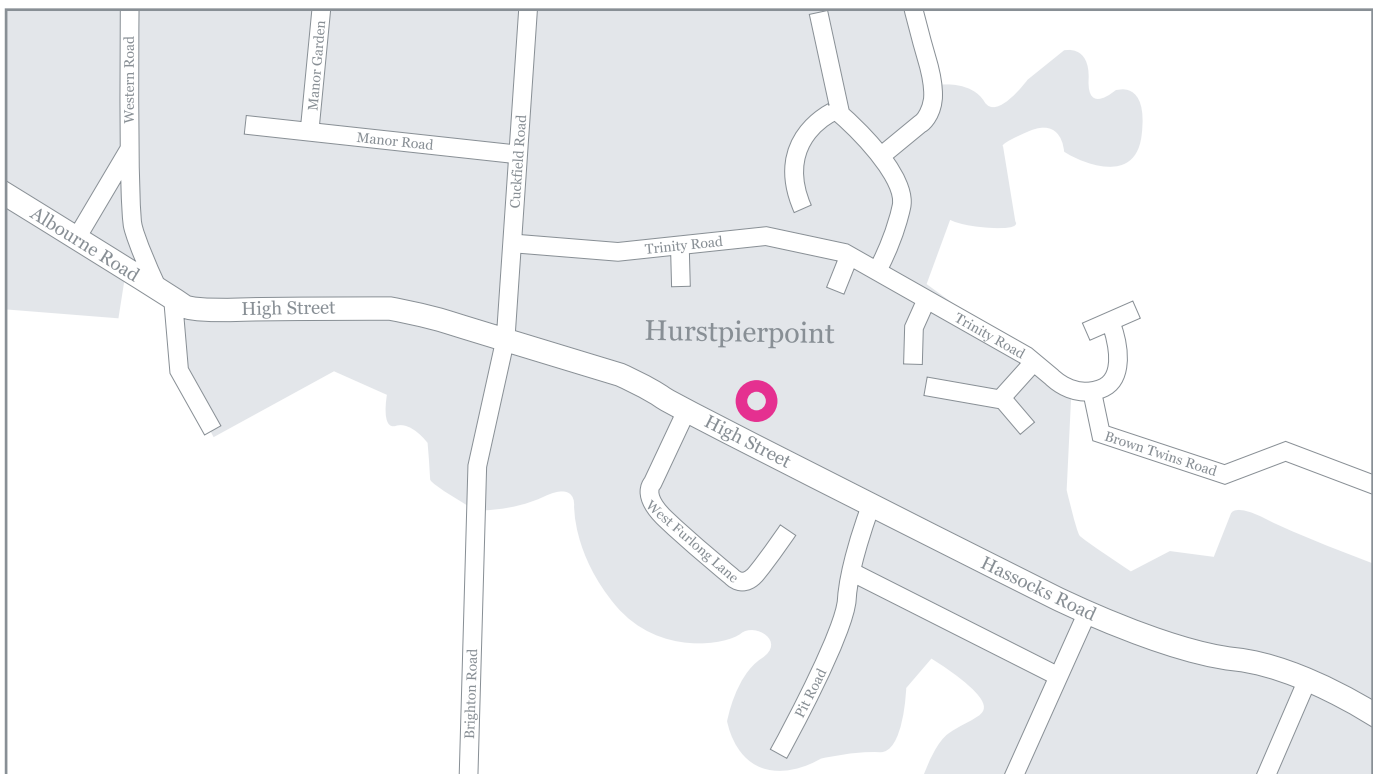 Western Road
Manor Garden
Manor Road
Cuckfield Road
Albourne Road
Trinity Road
High Street
Hurstpierpoint
Trinity Road
High Street
Brown Twins Road
West Furlong Lane
Hassocks Road
Brighton Road
Pit Road